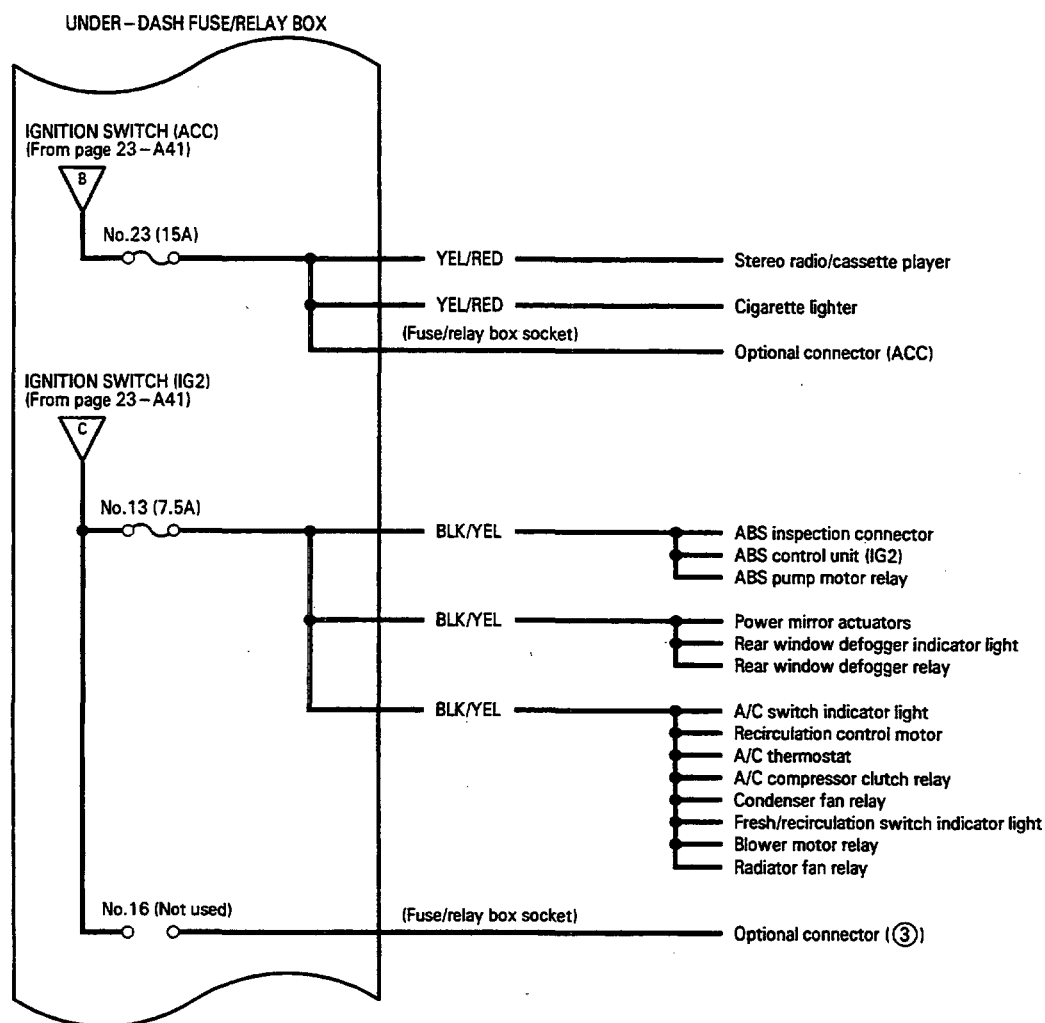 UNDER–DASH FUSE/RELAY BOX
IGNITION SWITCH (ACC)
(From page 23–A41)
B
No.23 (15A)
YEL/RED
Stereo radio/cassette player
YEL/RED
Cigarette lighter
(Fuse/relay box socket)
Optional connector (ACC)
IGNITION SWITCH (IG2)
(From page 23–A41)
C
No.13 (7.5A)
BLK/YEL
ABS inspection connector
ABS control unit (IG2)
ABS pump motor relay
BLK/YEL
Power mirror actuators
Rear window defogger indicator light
Rear window defogger relay
BLK/YEL
A/C switch indicator light
Recirculation control motor
A/C thermostat
A/C compressor clutch relay
Condenser fan relay
Fresh/recirculation switch indicator light
Blower motor relay
Radiator fan relay
No.16 (Not used)
(Fuse/relay box socket)
Optional connector (③)